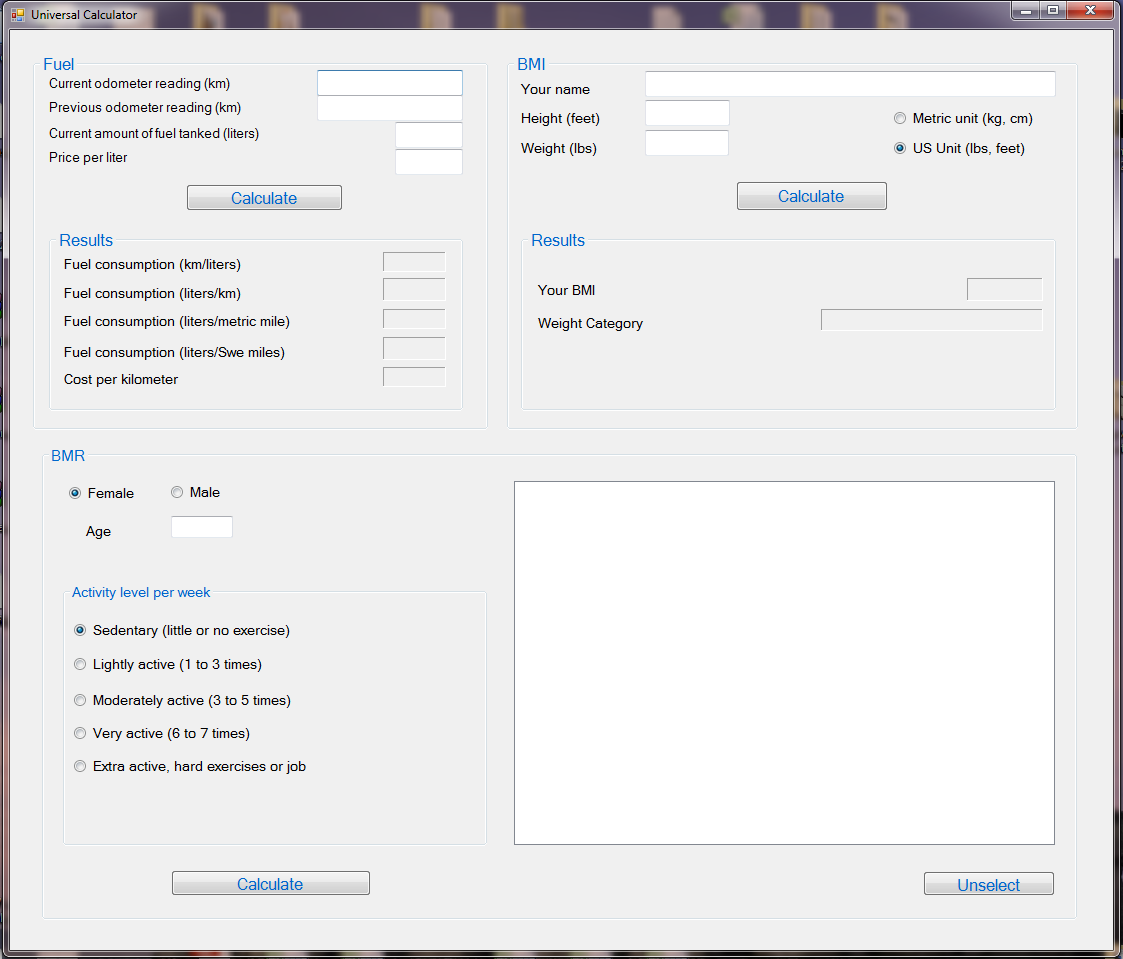 Universal Calculator
Fuel
Current odometer reading (km)
Previous odometer reading (km)
Current amount of fuel tanked (liters)
Price per liter
Calculate
Results
Fuel consumption (km/liters)
Fuel consumption (liters/km)
Fuel consumption (liters/metric mile)
Fuel consumption (liters/Swe miles)
Cost per kilometer
BMI
Your name
Height (feet)
Metric unit (kg, cm)
Weight (lbs)
US Unit (lbs, feet)
Calculate
Results
Your BMI
Weight Category
BMR
Female
Male
Age
Activity level per week
Sedentary (little or no exercise)
Lightly active (1 to 3 times)
Moderately active (3 to 5 times)
Very active (6 to 7 times)
Extra active, hard exercises or job
Calculate
Unselect